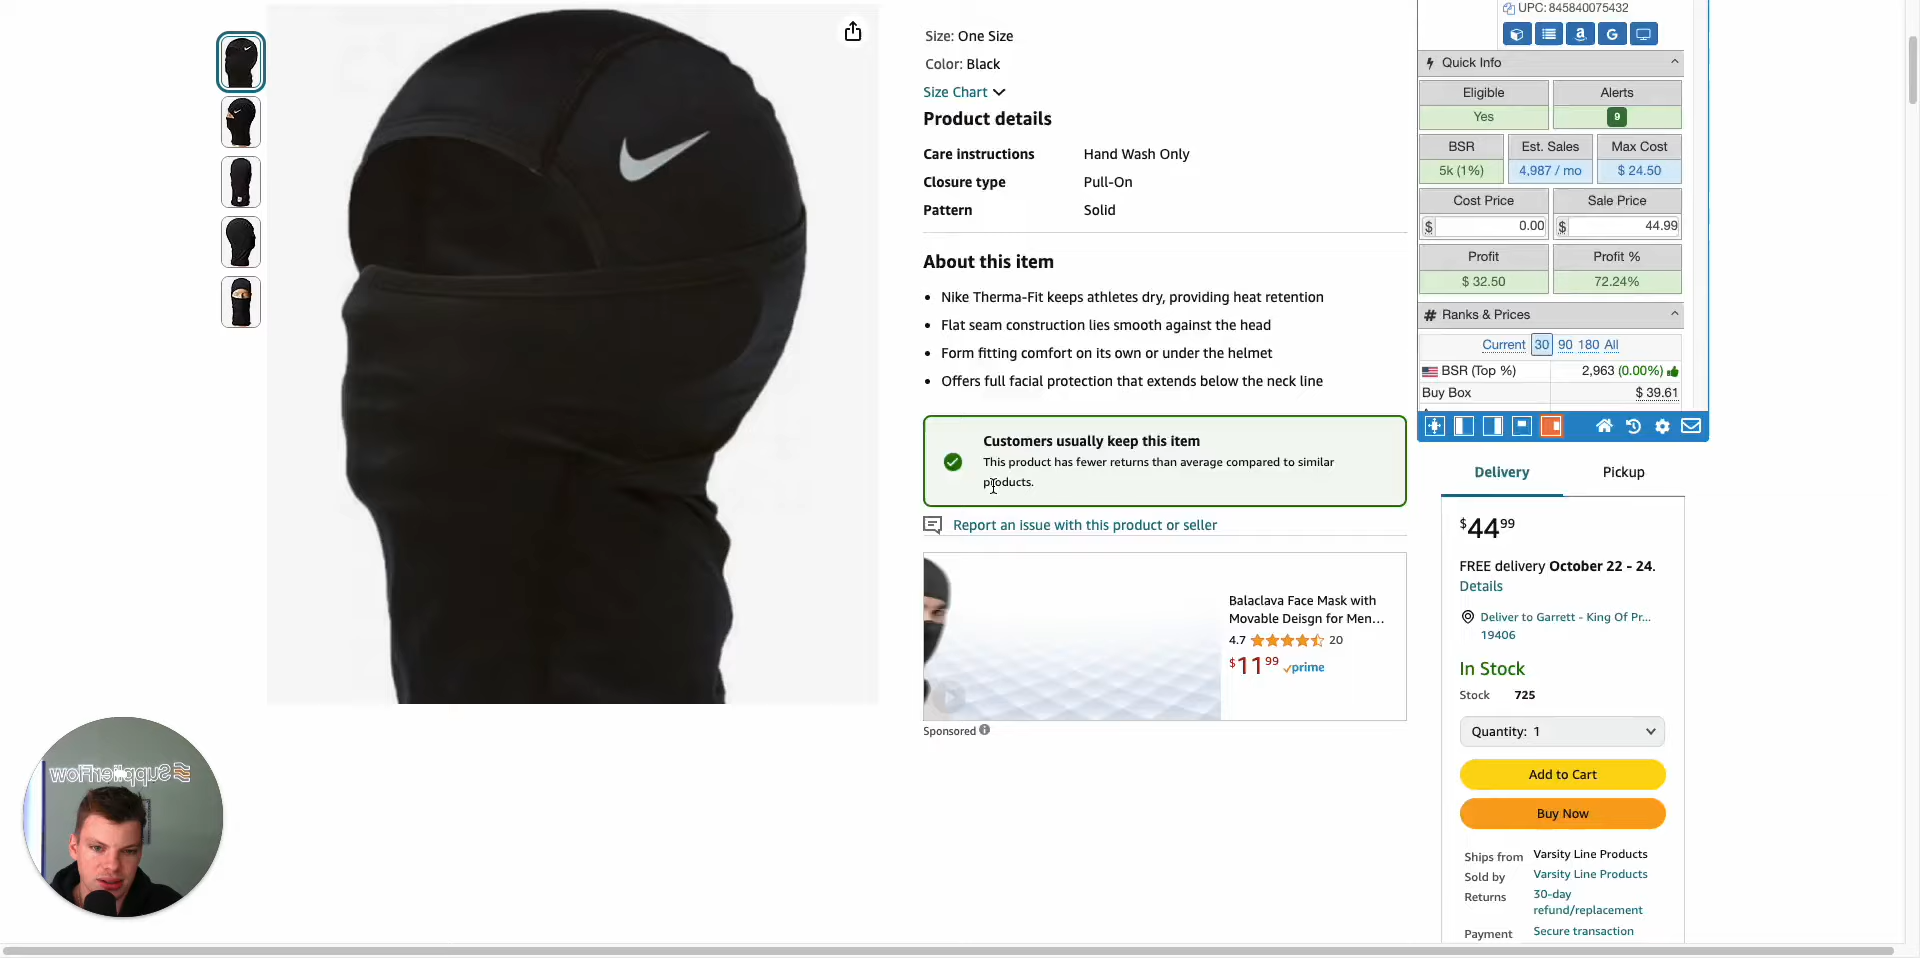 Size: One Size
Color: Black
Size Chart
Product details
Care instructions Hand Wash Only
Closure type Pull-On
Pattern Solid
About this item
• Nike Therma-Fit keeps athletes dry, providing heat retention
• Flat seam construction lies smooth against the head
• Form fitting comfort on its own or under the helmet
• Offers full facial protection that extends below the neck line
Customers usually keep this item
This product has fewer returns than average compared to similar
products.
Report an issue with this product or seller
Balaclava Face Mask with
Movable Deisgn for Men...
4.7 20
$11 99 prime
Sponsored
UPC: 845840075432
Quick Info
Eligible Alerts
Yes 9
BSR Est. Sales Max Cost
5k (1%) 4,987 / mo $ 24.50
Cost Price Sale Price
$ 0.00 $ 44.99
Profit Profit %
$ 32.50 72.24%
# Ranks & Prices
Current 30 90 180 All
BSR (Top %) 2,963 (0.00%)
Buy Box $ 39.61
Delivery Pickup
$44 99
FREE delivery October 22 - 24.
Details
Deliver to Garrett - King Of Pr...
19406
In Stock
Stock 725
Quantity: 1
Add to Cart
Buy Now
Ships from Varsity Line Products
Sold by Varsity Line Products
Returns 30-day
refund/replacement
Payment Secure transaction
SupplierFlow